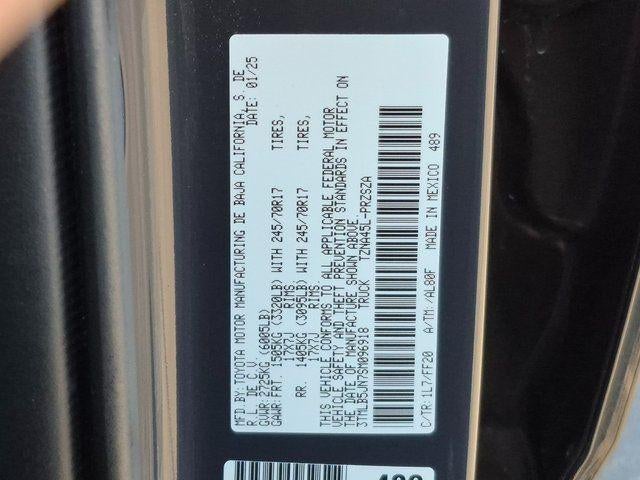 MFD BY: TOYOTA MOTOR MANUFACTURING DE BAJA CALIFORNIA, S. DE
R.L. DE C.V. DATE: 01/25
GVWR: 2725KG (6005LB)
GAWR: FRT. 1505KG (3320LB) WITH 245/70R17 TIRES,
17X7J RIMS,
RR. 1405KG (3095LB) WITH 245/70R17 TIRES,
17X7J RIMS
THIS VEHICLE CONFORMS TO ALL APPLICABLE FEDERAL MOTOR
VEHICLE SAFETY AND THEFT PREVENTION STANDARDS IN EFFECT ON
THE DATE OF MANUFACTURE SHOWN ABOVE.
3TMLB5JN7SM096918 TRUCK TZNA45L-PRZSZA
C/TR: 1L7/FF20 A/TM: /AL80F MADE IN MEXICO 489